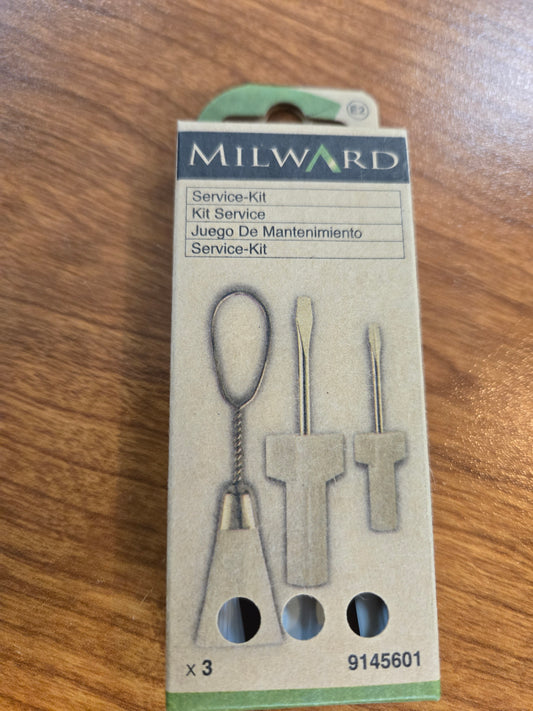 E2
MILWARD
Service-Kit
Kit Service
Juego De Mantenimiento
Service-Kit
x 3
9145601